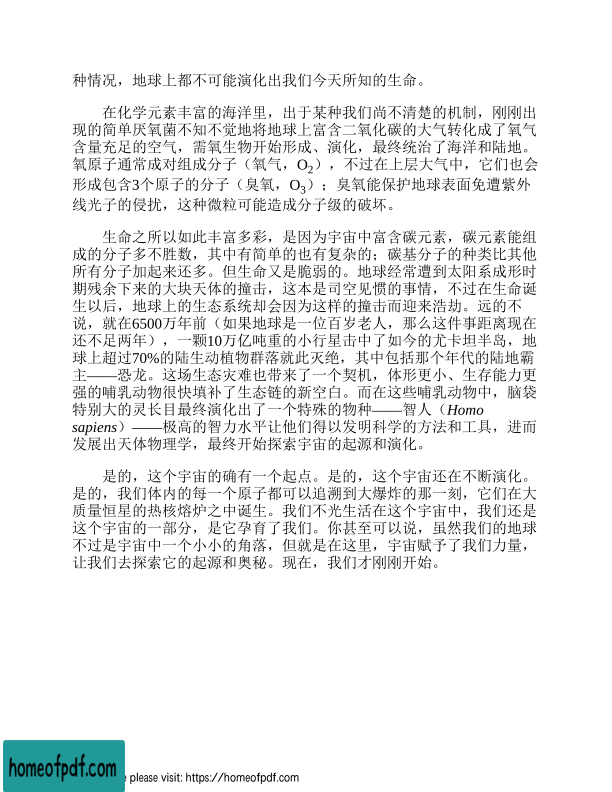 种情况，地球上都不可能演化出我们今天所知的生命。
在化学元素丰富的海洋里，出于某种我们尚不清楚的机制，刚刚出
现的简单厌氧菌不知不觉地将地球上富含二氧化碳的大气转化成了氧气
含量充足的空气，需氧生物开始形成、演化，最终统治了海洋和陆地。
氧原子通常成对组成分子（氧气，O2），不过在上层大气中，它们也会
形成包含3个原子的分子（臭氧，O3）；臭氧能保护地球表面免遭紫外
线光子的侵扰，这种微粒可能造成分子级的破坏。
生命之所以如此丰富多彩，是因为宇宙中富含碳元素，碳元素能组
成的分子多不胜数，其中有简单的也有复杂的；碳基分子的种类比其他
所有分子加起来还多。但生命又是脆弱的。地球经常遭到太阳系成形时
期残余下来的大块天体的撞击，这本是司空见惯的事情，不过在生命诞
生以后，地球上的生态系统却会因为这样的撞击而迎来浩劫。远的不
说，就在6500万年前（如果地球是一位百岁老人，那么这件事距离现在
还不足两年），一颗10万亿吨重的小行星击中了如今的尤卡坦半岛，地
球上超过70%的陆生动植物群落就此灭绝，其中包括那个年代的陆地霸
主——恐龙。这场生态灾难也带来了一个契机，体形更小、生存能力更
强的哺乳动物很快填补了生态链的新空白。而在这些哺乳动物中，脑袋
特别大的灵长目最终演化出了一个特殊的物种——智人（Homo
sapiens）——极高的智力水平让他们得以发明科学的方法和工具，进而
发展出天体物理学，最终开始探索宇宙的起源和演化。
是的，这个宇宙的确有一个起点。是的，这个宇宙还在不断演化。
是的，我们体内的每一个原子都可以追溯到大爆炸的那一刻，它们在大
质量恒星的热核熔炉之中诞生。我们不光生活在这个宇宙中，我们还是
这个宇宙的一部分，是它孕育了我们。你甚至可以说，虽然我们的地球
不过是宇宙中一个小小的角落，但就是在这里，宇宙赋予了我们力量，
让我们去探索它的起源和奥秘。现在，我们才刚刚开始。
homeofpdf.com
please visit: https://homeofpdf.com